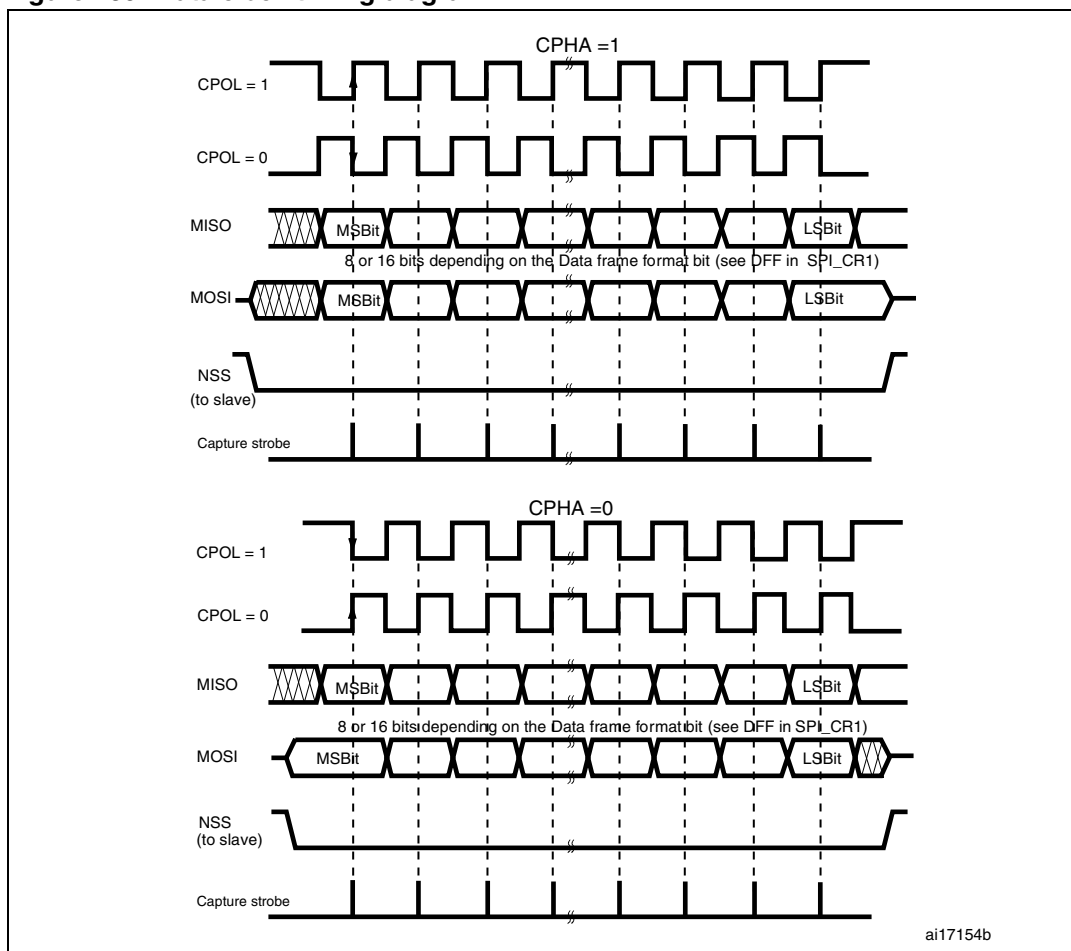 CPHA =1
CPOL = 1
CPOL = 0
MISO
MSBit
LSBit
8 or 16 bits depending on the Data frame format bit (see DFF in SPI_CR1)
MOSI
MSBit
LSBit
NSS
(to slave)
Capture strobe
CPHA =0
CPOL = 1
CPOL = 0
MISO
MSBit
LSBit
8 or 16 bits depending on the Data frame format bit (see DFF in SPI_CR1)
MOSI
MSBit
LSBit
NSS
(to slave)
Capture strobe
ai17154b